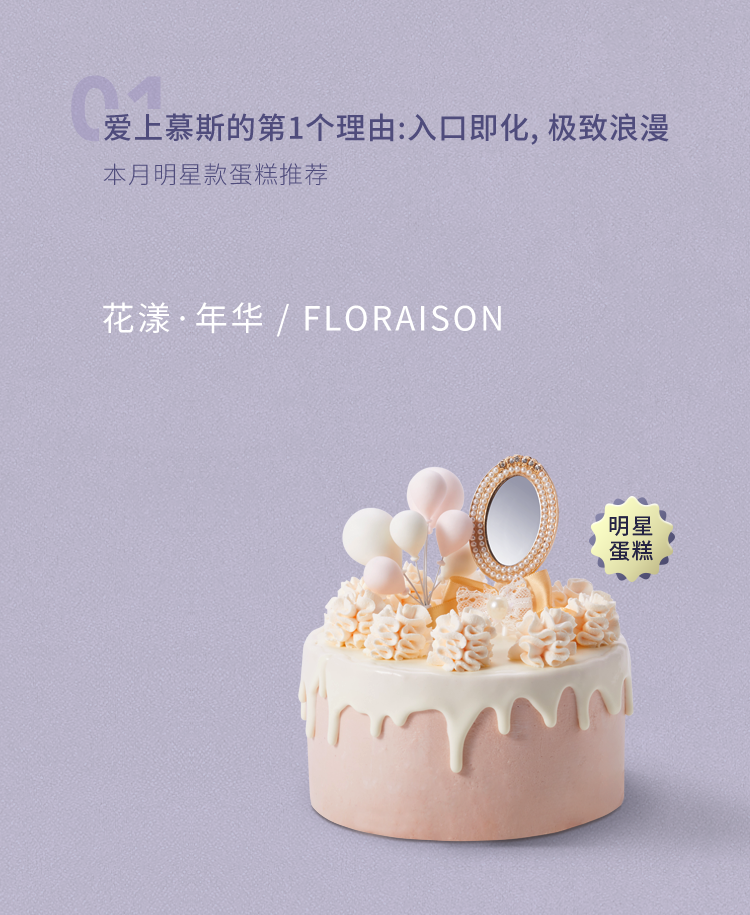 01
爱上慕斯的第1个理由:入口即化, 极致浪漫
本月明星款蛋糕推荐
花漾·年华 / FLORAISON
明星
蛋糕